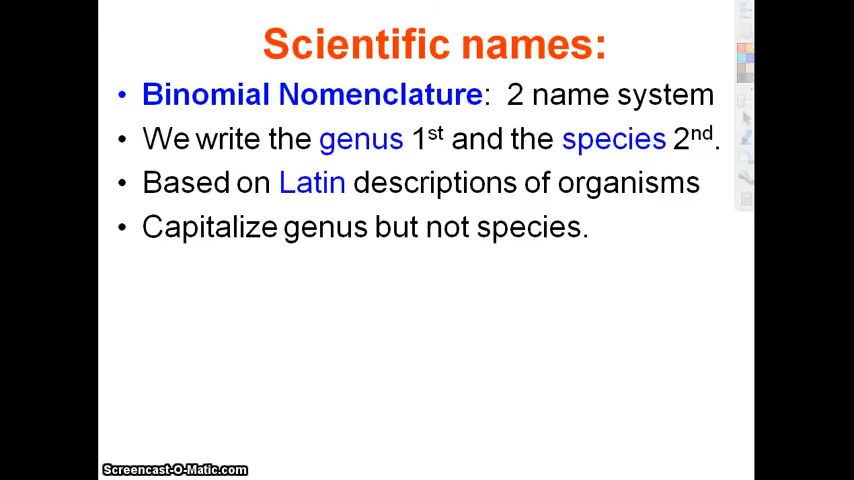 Scientific names:
• Binomial Nomenclature: 2 name system
• We write the genus 1st and the species 2nd.
• Based on Latin descriptions of organisms
• Capitalize genus but not species.
Screencast-O-Matic.com